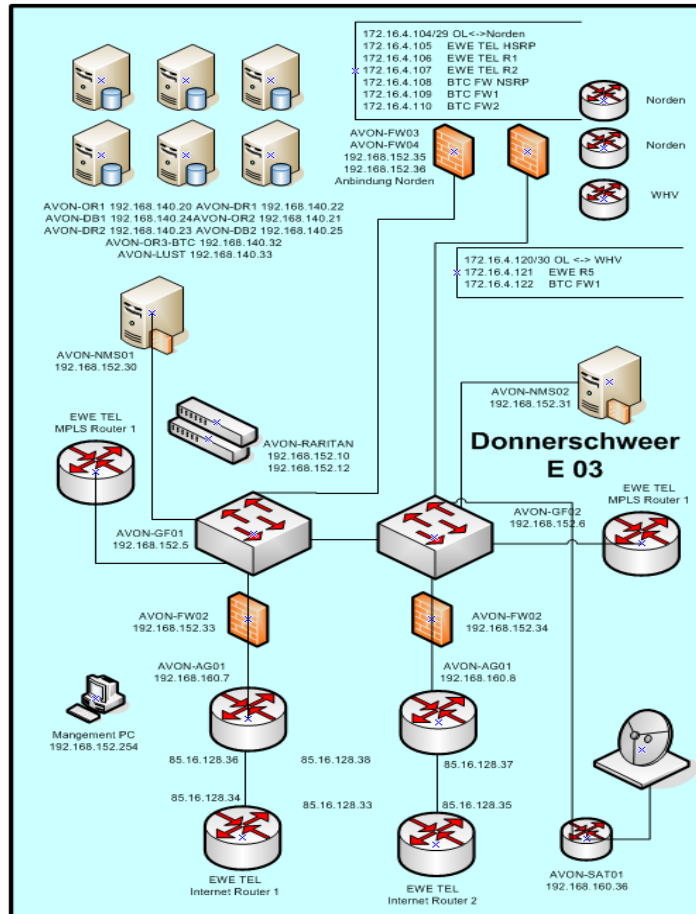 172.16.4.104/29 OL<->Norden
172.16.4.105 EWE TEL HSRP
172.16.4.106 EWE TEL R1
172.16.4.107 EWE TEL R2
172.16.4.108 BTC FW NSRP
172.16.4.109 BTC FW1
172.16.4.110 BTC FW2
Norden
Norden
WHV
AVON-FW03
AVON-FW04
192.168.152.35
192.168.152.36
Anbindung Norden
AVON-OR1 192.168.140.20 AVON-DR1 192.168.140.22
AVON-DB1 192.168.140.24AVON-OR2 192.168.140.21
AVON-DR2 192.168.140.23 AVON-DB2 192.168.140.25
AVON-OR3-BTC 192.168.140.32
AVON-LUST 192.168.140.33
172.16.4.120/30 OL <-> WHV
172.16.4.121 EWE R5
172.16.4.122 BTC FW1
AVON-NMS01
192.168.152.30
AVON-NMS02
192.168.152.31
EWE TEL
MPLS Router 1
AVON-RARITAN
192.168.152.10
192.168.152.12
Donnerschweer
E 03
EWE TEL
MPLS Router 1
AVON-GF01
192.168.152.5
AVON-GF02
192.168.152.6
AVON-FW02
192.168.152.33
AVON-FW02
192.168.152.34
AVON-AG01
192.168.160.7
AVON-AG01
192.168.160.8
Mangement PC
192.168.152.254
85.16.128.36
85.16.128.38
85.16.128.37
85.16.128.34
85.16.128.33
85.16.128.35
EWE TEL
Internet Router 1
EWE TEL
Internet Router 2
AVON-SAT01
192.168.160.36